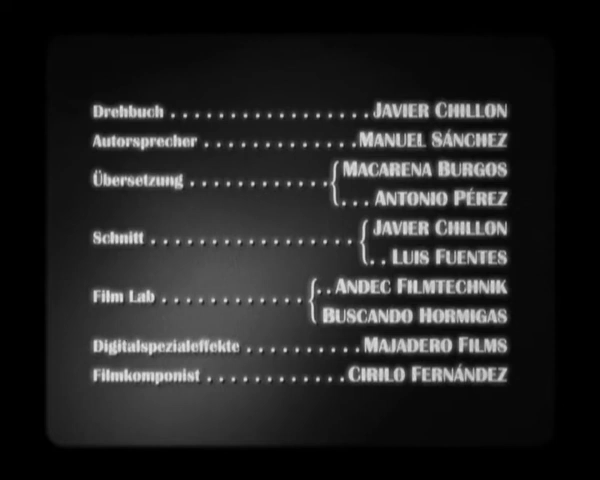 Drehbuch . . . . . . . . . . . . . . . . . JAVIER CHILLON
Autorsprecher . . . . . . . . . . . . . MANUEL SÁNCHEZ
Übersetzung . . . . . . . . . . . . { MACARENA BURGOS
. . . ANTONIO PÉREZ
Schnitt . . . . . . . . . . . . . . . . . { JAVIER CHILLON
. . LUIS FUENTES
Film Lab . . . . . . . . . . . . { . . ANDEC FILMTECHNIK
BUSCANDO HORMIGAS
Digitalspezialeffekte . . . . . . . . . . MAJADERO FILMS
Filmkomponist . . . . . . . . . . . . CIRILO FERNÁNDEZ